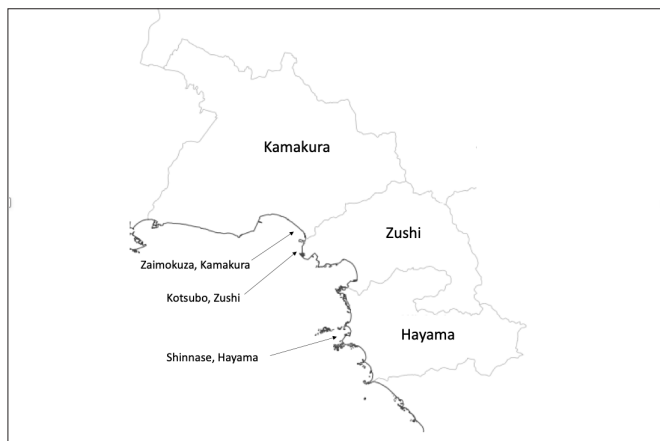 Kamakura
Zushi
Zaimokuza, Kamakura
Kotsubo, Zushi
Hayama
Shinnase, Hayama